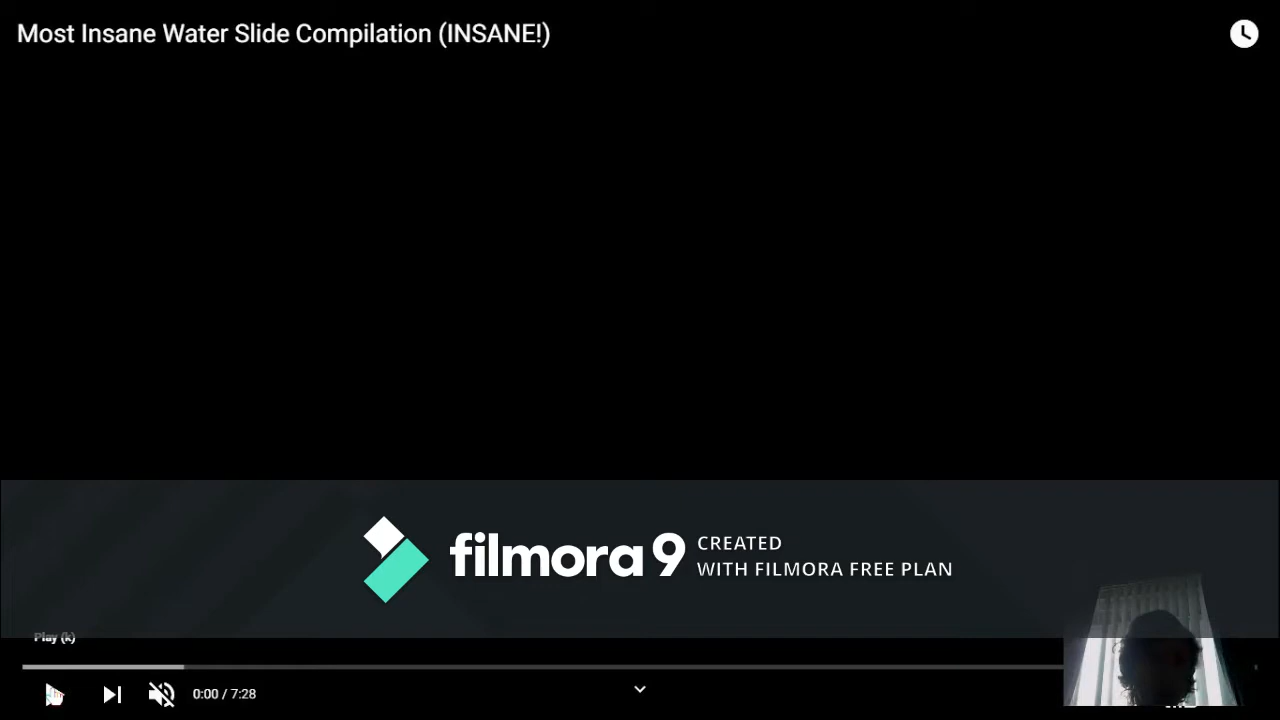 Most Insane Water Slide Compilation (INSANE!)
filmora 9 CREATED
WITH FILMORA FREE PLAN
Play (k)
0:00 / 7:28